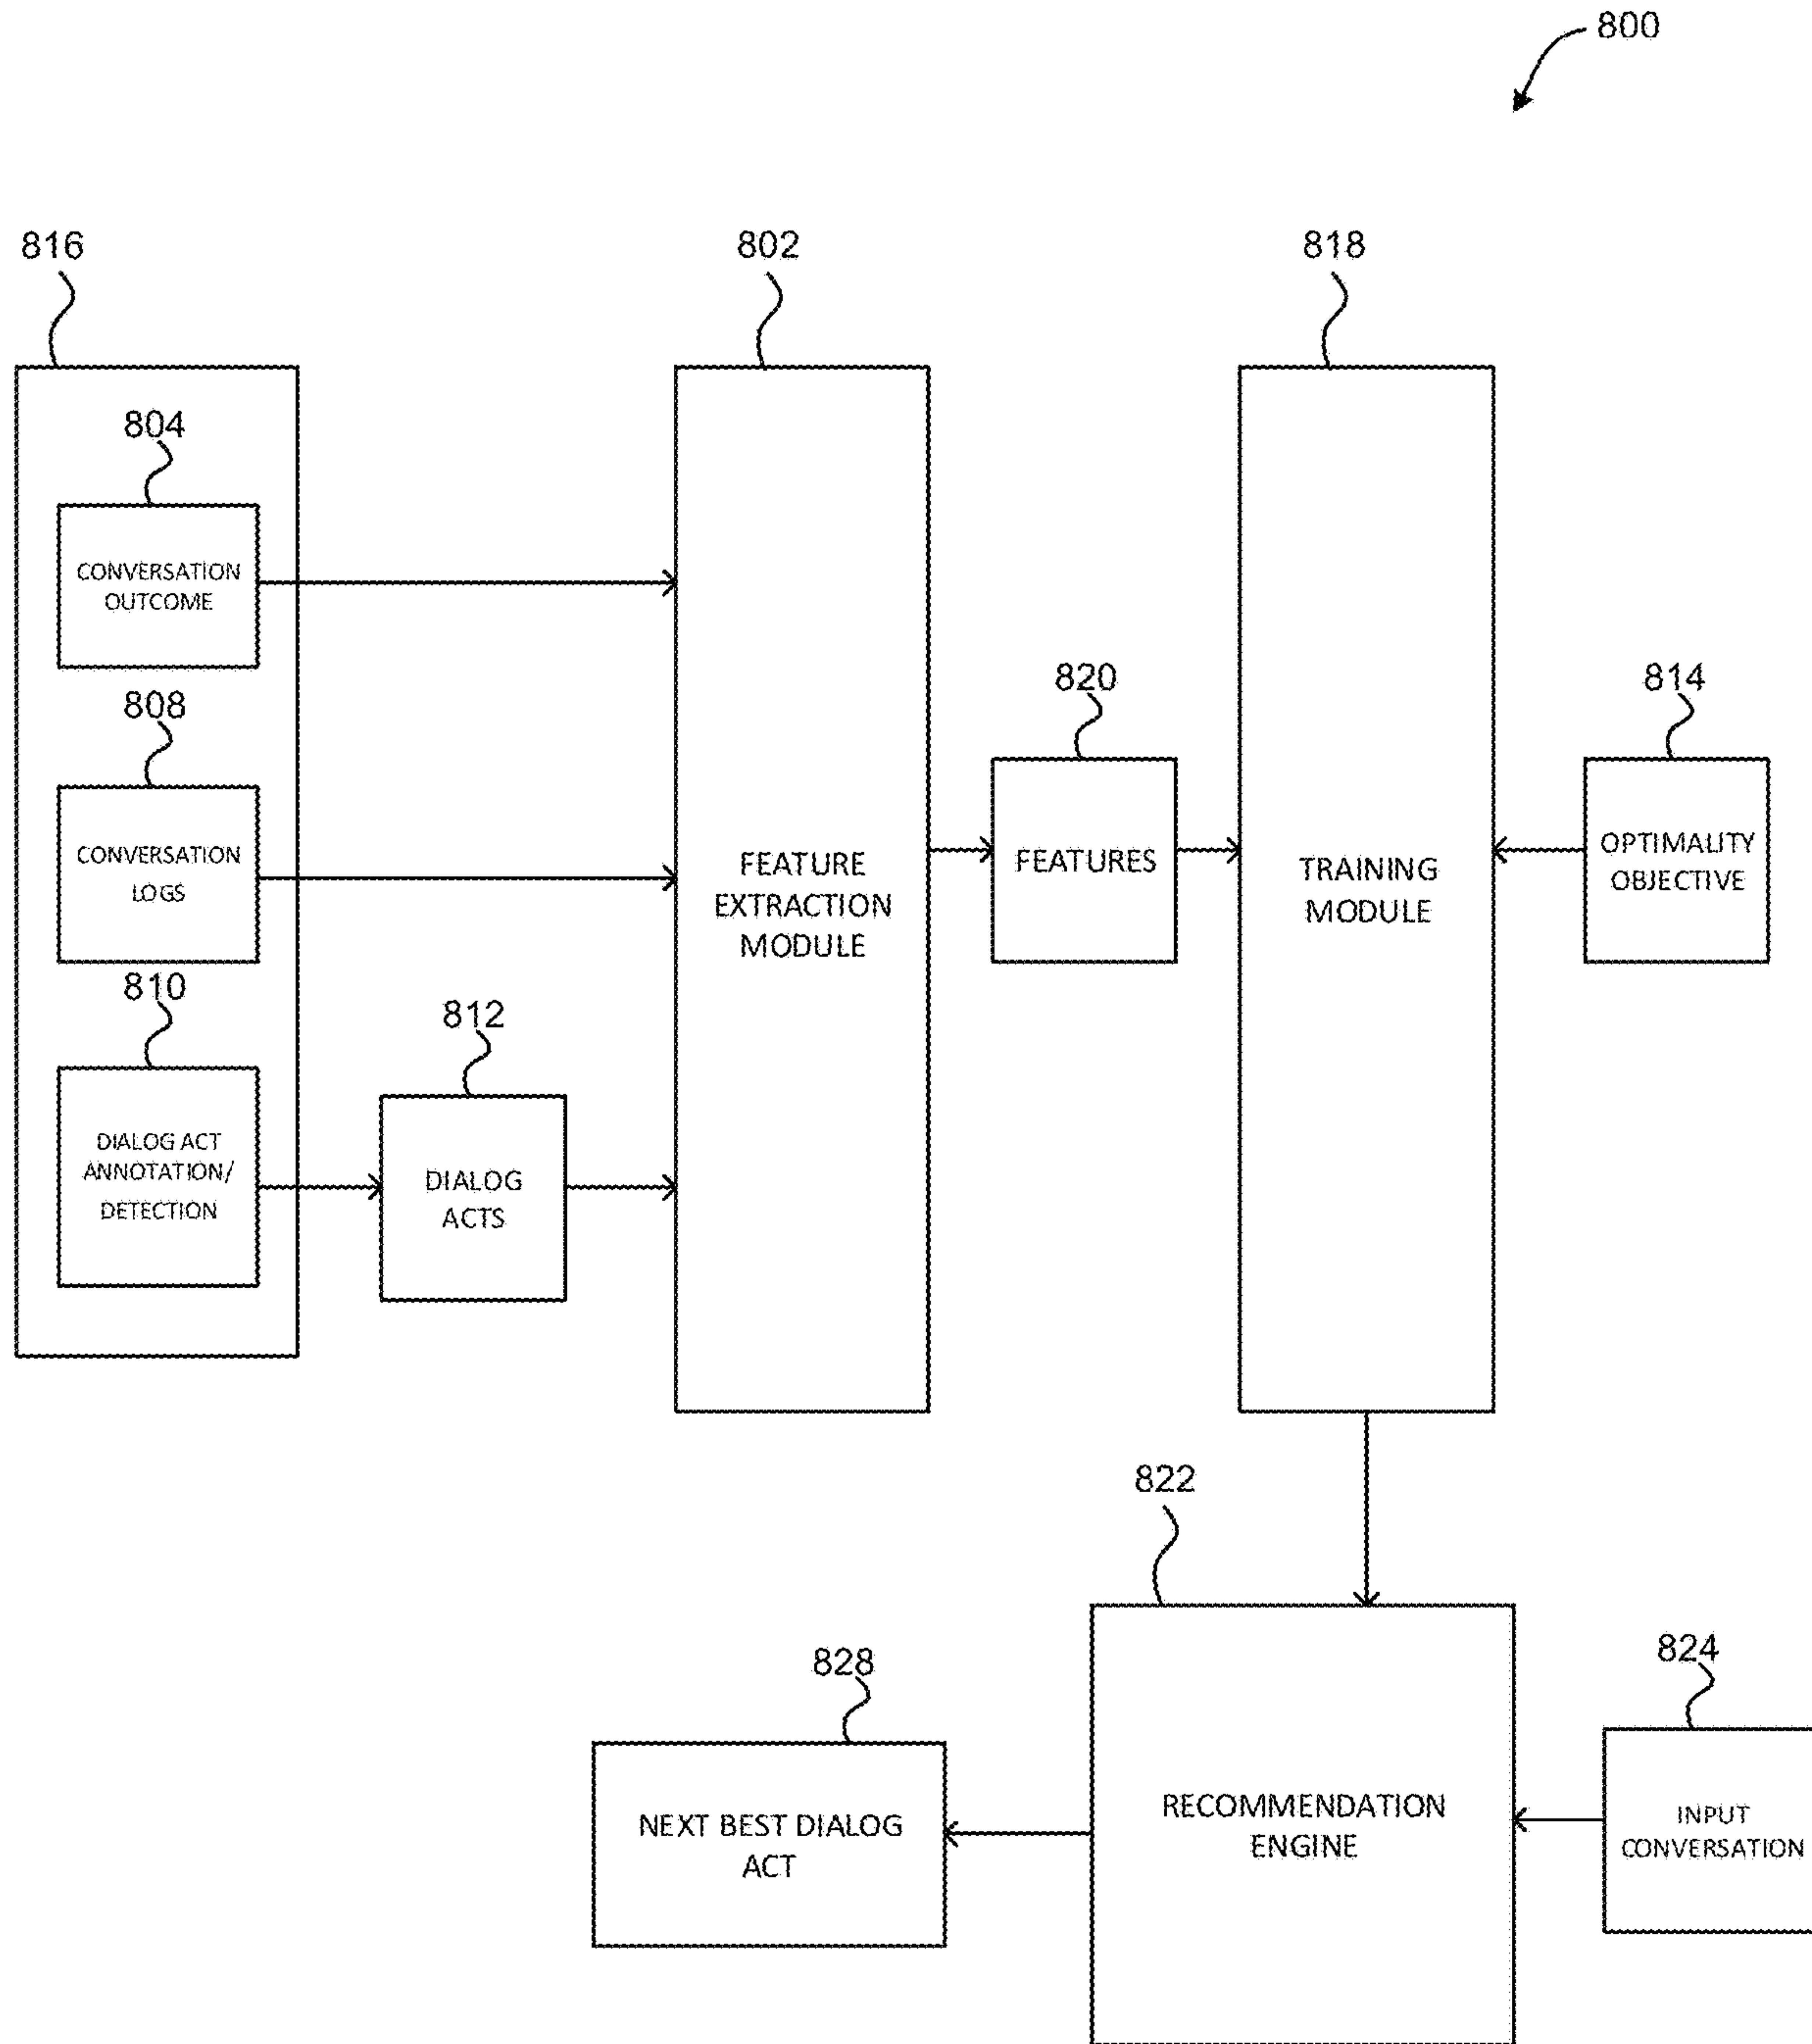 800
816
802
818
804
CONVERSATION
OUTCOME
808
CONVERSATION
LOGS
810
DIALOG ACT
ANNOTATION/
DETECTION
812
DIALOG
ACTS
FEATURE
EXTRACTION
MODULE
820
FEATURES
TRAINING
MODULE
814
OPTIMALITY
OBJECTIVE
822
828
NEXT BEST DIALOG
ACT
RECOMMENDATION
ENGINE
824
INPUT
CONVERSATION